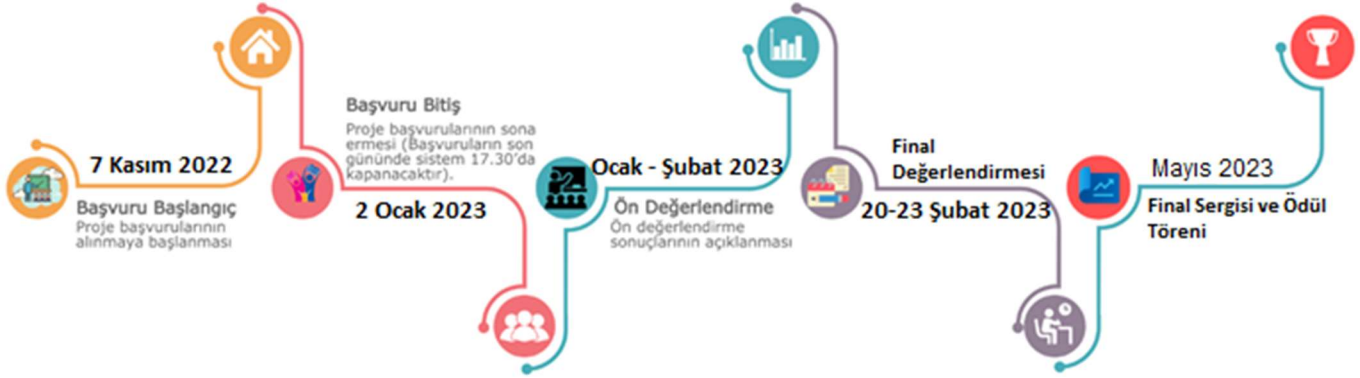 7 Kasım 2022
Başvuru Başlangıç
Proje başvurularının
alınmaya başlanması
Başvuru Bitiş
Proje başvurularının sona
ermesi (Başvuruların son
gününde sistem 17.30'da
kapanacaktır).
2 Ocak 2023
Ocak - Şubat 2023
Ön Değerlendirme
Ön değerlendirme
sonuçlarının açıklanması
Final
Değerlendirmesi
20-23 Şubat 2023
Mayıs 2023
Final Sergisi ve Ödül
Töreni